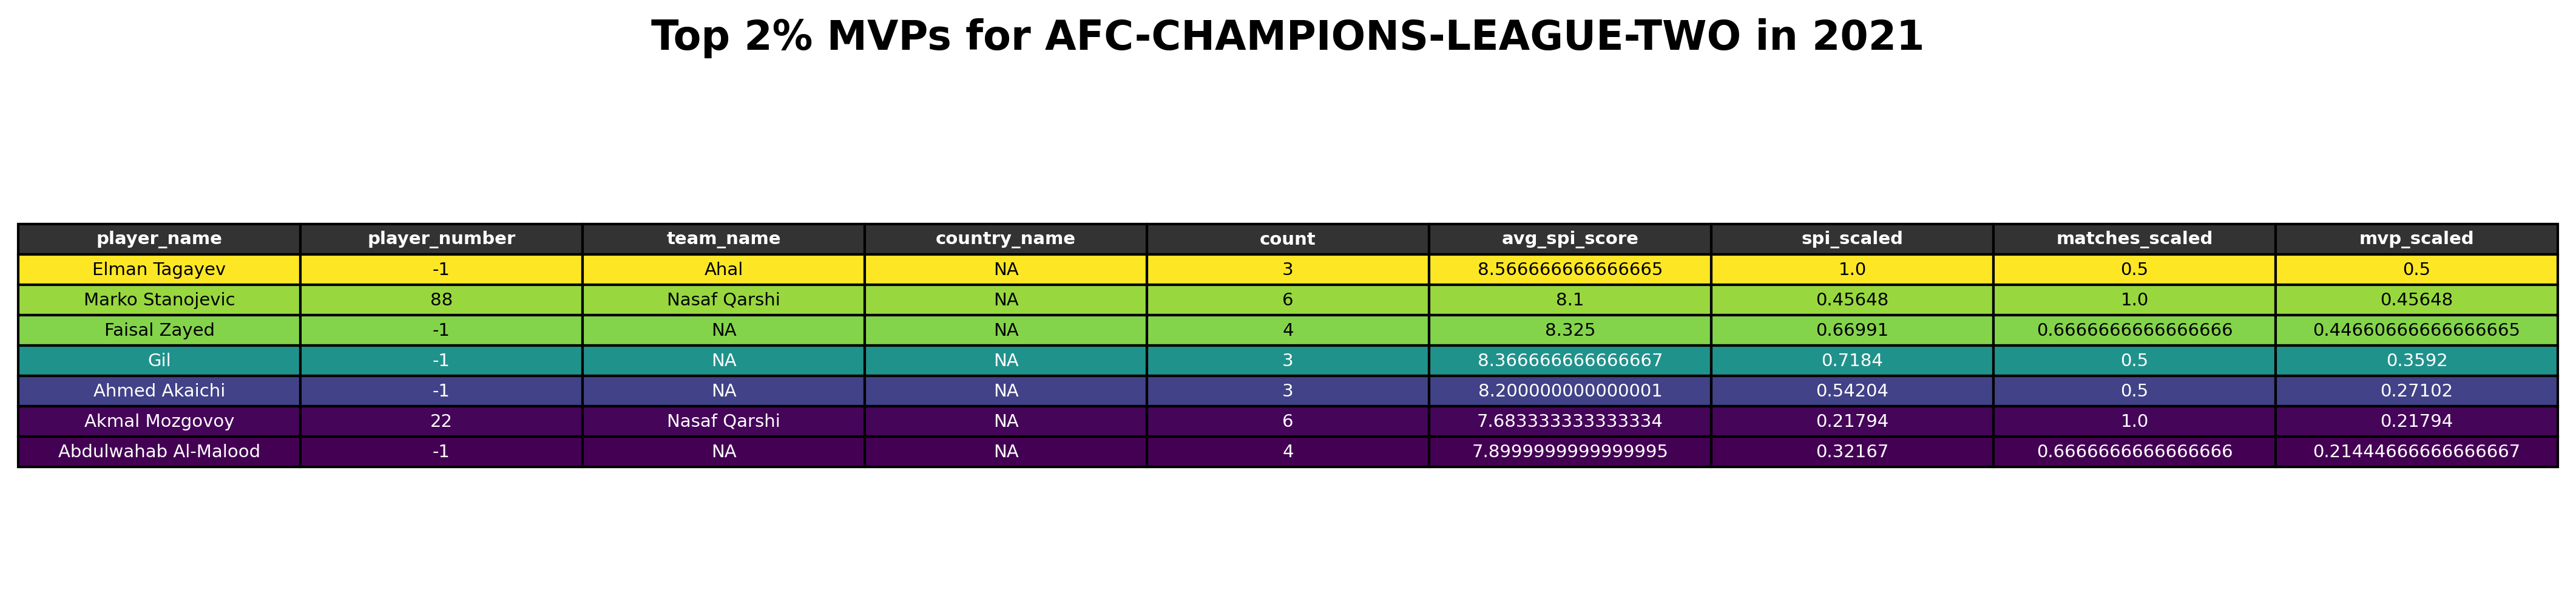 Top 2% MVPs for AFC-CHAMPIONS-LEAGUE-TWO in 2021
player_name player_number team_name country_name count avg_spi_score spi_scaled matches_scaled mvp_scaled
Elman Tagayev -1 Ahal NA 3 8.566666666666665 1.0 0.5 0.5
Marko Stanojevic 88 Nasaf Qarshi NA 6 8.1 0.45648 1.0 0.45648
Faisal Zayed -1 NA NA 4 8.325 0.66991 0.6666666666666666 0.44660666666666665
Gil -1 NA NA 3 8.366666666666667 0.7184 0.5 0.3592
Ahmed Akaichi -1 NA NA 3 8.200000000000001 0.54204 0.5 0.27102
Akmal Mozgovoy 22 Nasaf Qarshi NA 6 7.683333333333334 0.21794 1.0 0.21794
Abdulwahab Al-Malood -1 NA NA 4 7.8999999999999995 0.32167 0.6666666666666666 0.21444666666666667